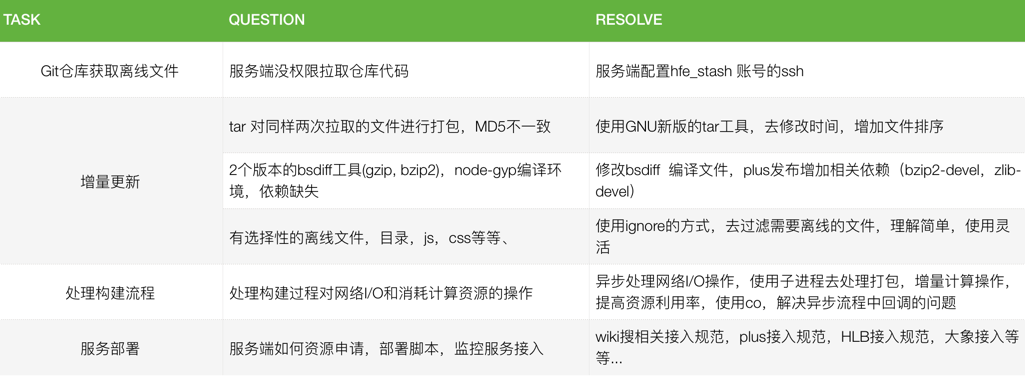 TASK
QUESTION
RESOLVE
Git仓库获取离线文件
服务端没权限拉取仓库代码
服务端配置hfe_stash 账号的ssh
增量更新
tar 对同样两次拉取的文件进行打包，MD5不一致
使用GNU新版的tar工具，去修改时间，增加文件排序
2个版本的bsdiff工具(gzip, bzip2)，node-gyp编译环
境，依赖缺失
修改bsdiff  编译文件，plus发布增加相关依赖（bzip2-devel，zlib-
devel）
有选择性的离线文件，目录，js，css等等、
使用ignore的方式，去过滤需要离线的文件，理解简单，使用灵
活
处理构建流程
处理构建过程对网络I/O和消耗计算资源的操作
异步处理网络I/O操作，使用子进程去处理打包，增量计算操作，
提高资源利用率，使用co，解决异步流程中回调的问题
服务部署
服务端如何资源申请，部署脚本，监控服务接入
wiki搜相关接入规范，plus接入规范，HLB接入规范，大象接入等
等...